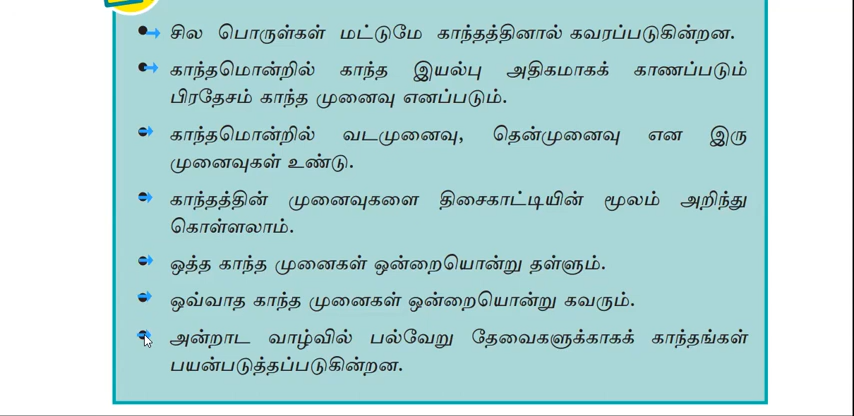 சில பொருள்கள் மட்டுமே காந்தத்தினால் கவரப்படுகின்றன.
காந்தமொன்றில் காந்த இயல்பு அதிகமாகக் காணப்படும்
பிரதேசம் காந்த முனைவு எனப்படும்.
காந்தமொன்றில் வடமுனைவு, தென்முனைவு என இரு
முனைவுகள் உண்டு.
காந்தத்தின் முனைவுகளை திசைகாட்டியின் மூலம் அறிந்து
கொள்ளலாம்.
ஒத்த காந்த முனைகள் ஒன்றையொன்று தள்ளும்.
ஒவ்வாத காந்த முனைகள் ஒன்றையொன்று கவரும்.
அன்றாட வாழ்வில் பல்வேறு தேவைகளுக்காகக் காந்தங்கள்
பயன்படுத்தப்படுகின்றன.